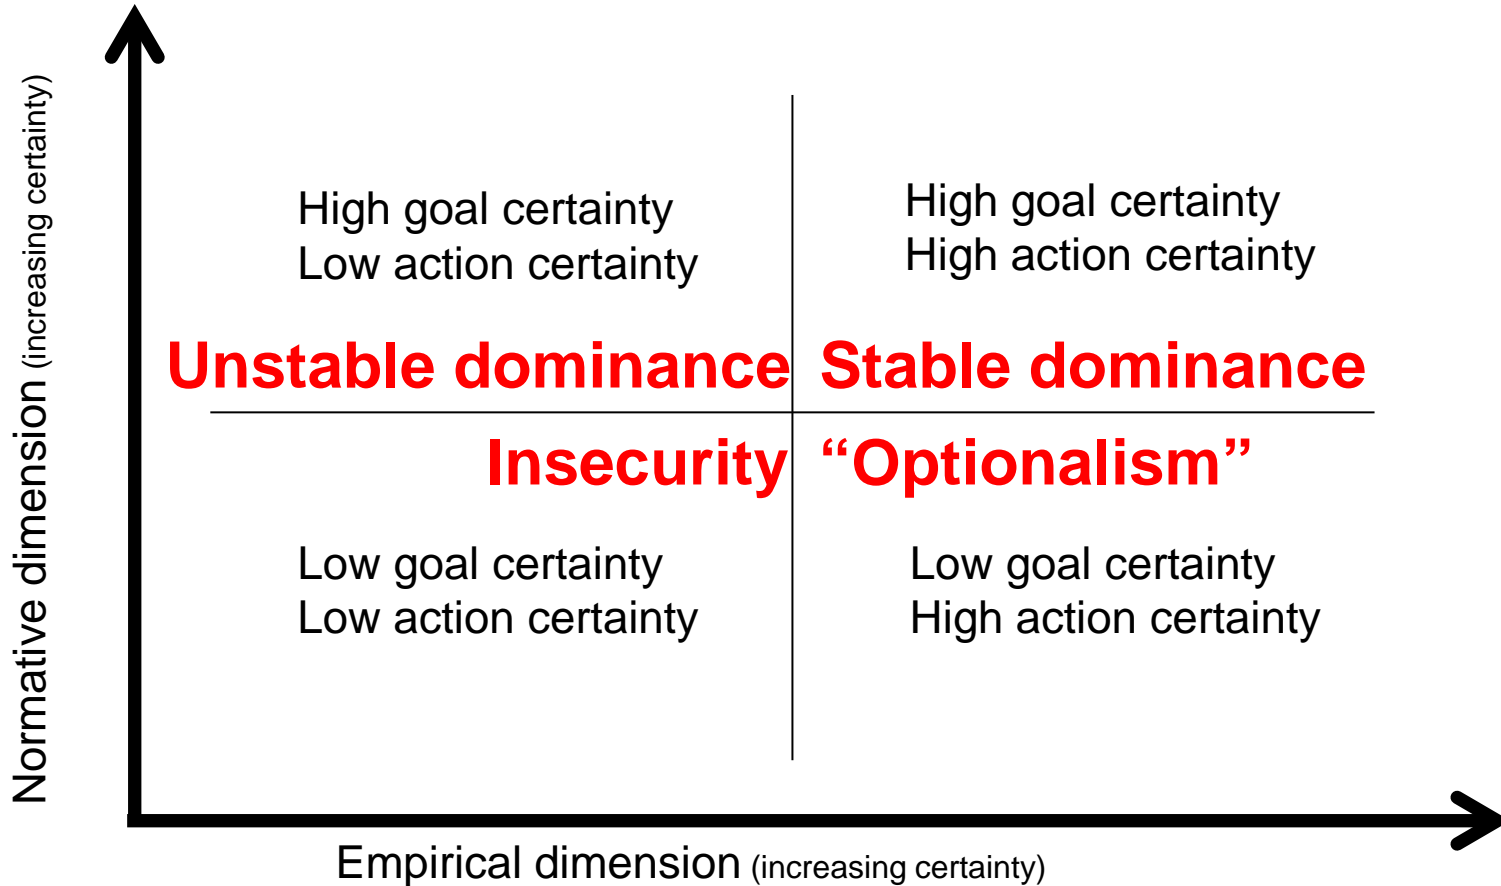 Normative dimension (increasing certainty)
High goal certainty
Low action certainty
High goal certainty
High action certainty
Unstable dominance
Stable dominance
Insecurity
“Optionalism”
Low goal certainty
Low action certainty
Low goal certainty
High action certainty
Empirical dimension (increasing certainty)